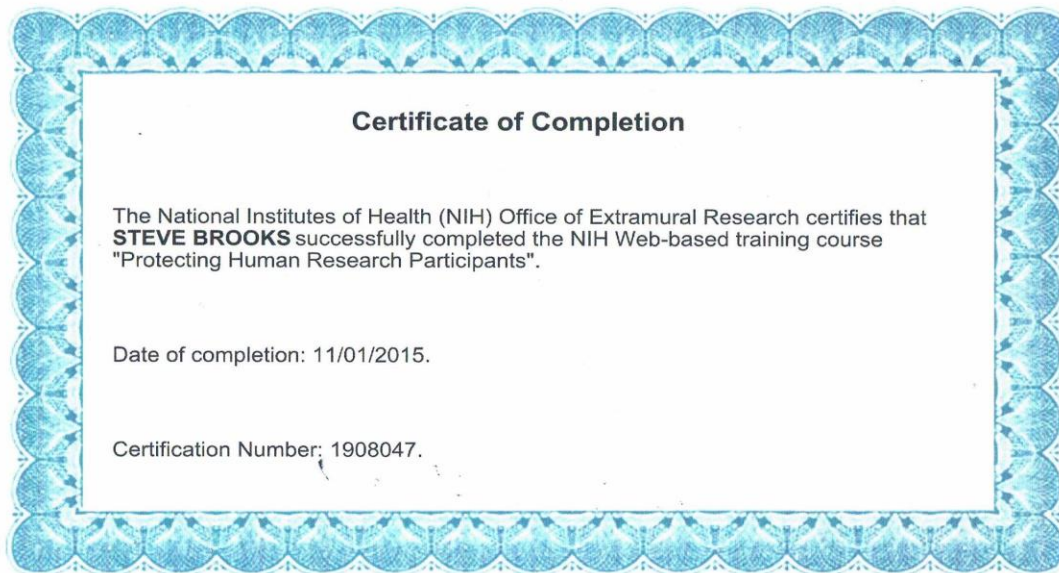 Certificate of Completion
The National Institutes of Health (NIH) Office of Extramural Research certifies that
STEVE BROOKS successfully completed the NIH Web-based training course
"Protecting Human Research Participants".
Date of completion: 11/01/2015.
Certification Number: 1908047.